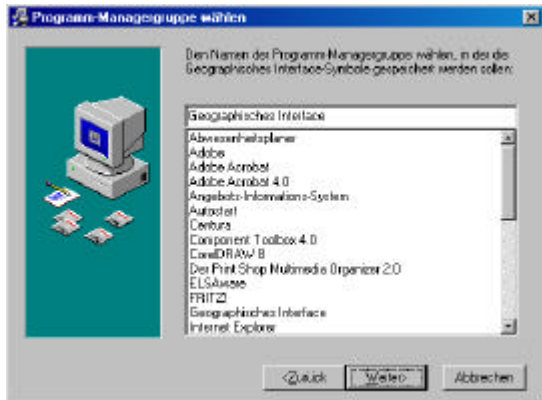 Programm-Managergruppe wählen
Den Namen der Programm-Managergruppe wählen, in der die
Geographisches Interface-Symbole gespeichert werden sollen:
Geographisches Interface
Abwesenheitsplaner
Adobe
Adobe Acrobat
Adobe Acrobat 4.0
Angebots-Informations-System
Autostart
Centura
Component Toolbox 4.0
CorelDRAW 8
Der Print Shop Multimedia Organizer 2.0
ELSAware
FRITZ!
Geographisches Interface
Internet Explorer
<Zurück
Weiter>
Abbrechen